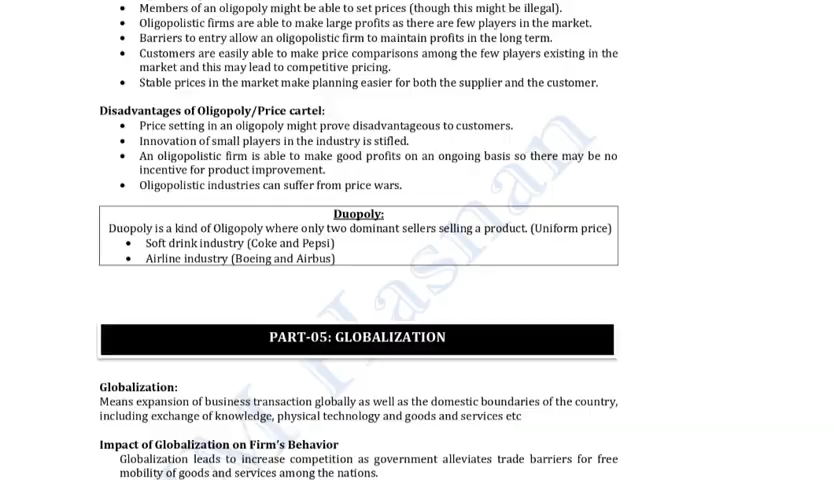 • Members of an oligopoly might be able to set prices (though this might be illegal).
• Oligopolistic firms are able to make large profits as there are few players in the market.
• Barriers to entry allow an oligopolistic firm to maintain profits in the long term.
• Customers are easily able to make price comparisons among the few players existing in the
market and this may lead to competitive pricing.
• Stable prices in the market make planning easier for both the supplier and the customer.
Disadvantages of Oligopoly/Price cartel:
• Price setting in an oligopoly might prove disadvantageous to customers.
• Innovation of small players in the industry is stifled.
• An oligopolistic firm is able to make good profits on an ongoing basis so there may be no
incentive for product improvement.
• Oligopolistic industries can suffer from price wars.
Duopoly:
Duopoly is a kind of Oligopoly where only two dominant sellers selling a product. (Uniform price)
• Soft drink industry (Coke and Pepsi)
• Airline industry (Boeing and Airbus)
PART-05: GLOBALIZATION
Globalization:
Means expansion of business transaction globally as well as the domestic boundaries of the country,
including exchange of knowledge, physical technology and goods and services etc
Impact of Globalization on Firm's Behavior
Globalization leads to increase competition as government alleviates trade barriers for free
mobility of goods and services among the nations.